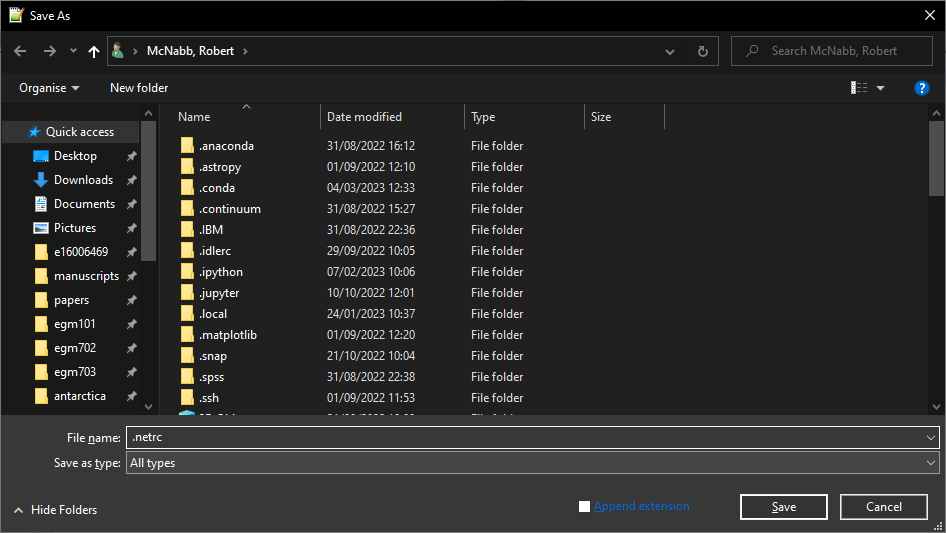 Save As
McNabb, Robert
Search McNabb, Robert
Organise New folder
?
Name Date modified Type Size
Quick access
Desktop
Downloads
Documents
Pictures
e16006469
manuscripts
papers
egm101
egm702
egm703
antarctica
.anaconda 31/08/2022 16:12 File folder
.astropy 01/09/2022 12:10 File folder
.conda 04/03/2023 12:33 File folder
.continuum 31/08/2022 15:27 File folder
.IBM 31/08/2022 22:36 File folder
.idlerc 29/09/2022 10:05 File folder
.ipython 07/02/2023 10:06 File folder
.jupyter 10/10/2022 12:01 File folder
.local 24/01/2023 10:37 File folder
.matplotlib 01/09/2022 12:20 File folder
.snap 21/10/2022 10:04 File folder
.spss 31/08/2022 22:38 File folder
.ssh 01/09/2022 11:53 File folder
File name: .netrc
Save as type: All types
Hide Folders
Append extension
Save
Cancel